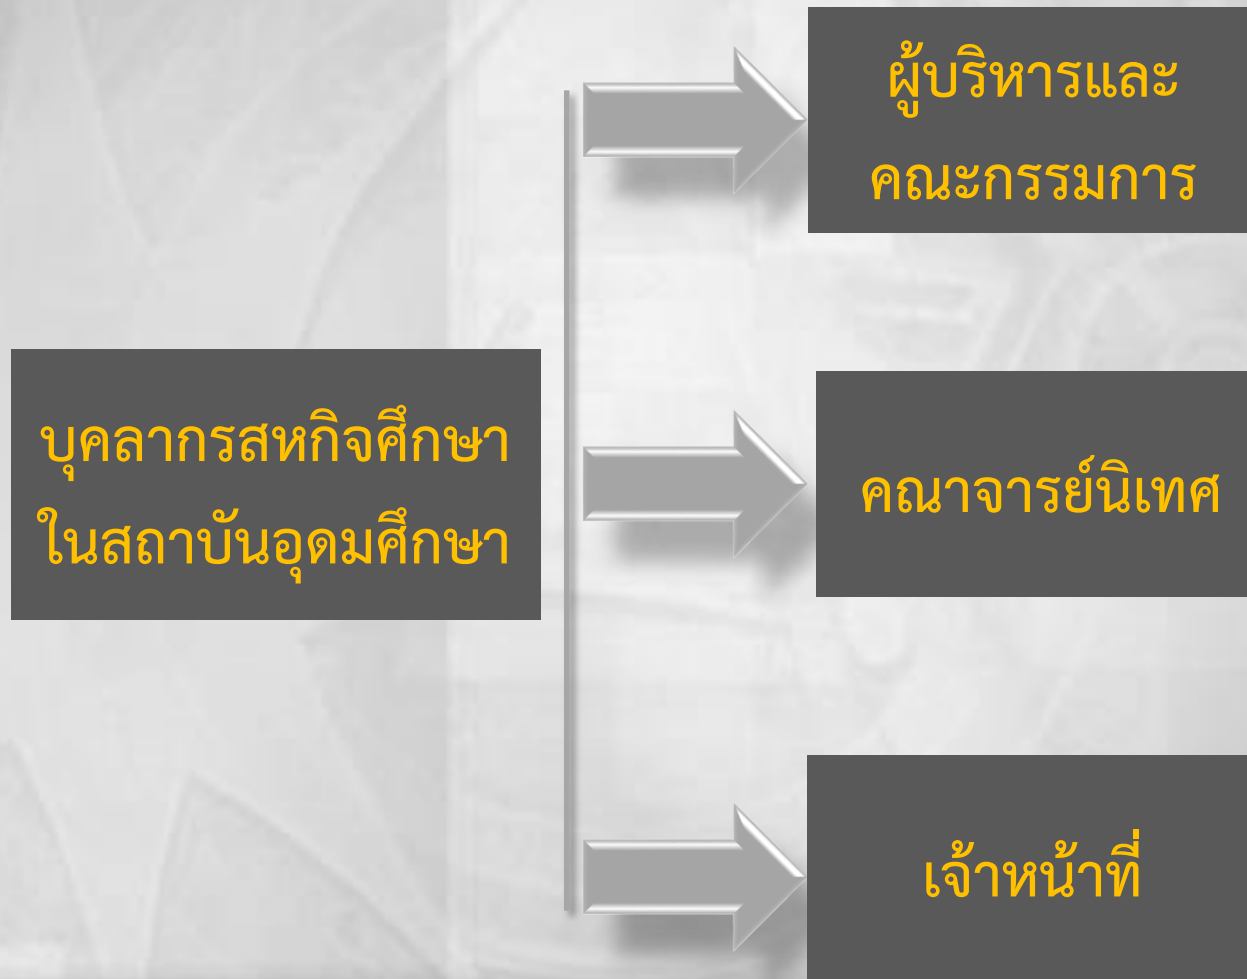 ผู้บริหารและ
คณะกรรมการ
บุคลากรสหกิจศึกษา
ในสถาบันอุดมศึกษา
คณาจารย์นิเทศ
เจ้าหน้าที่